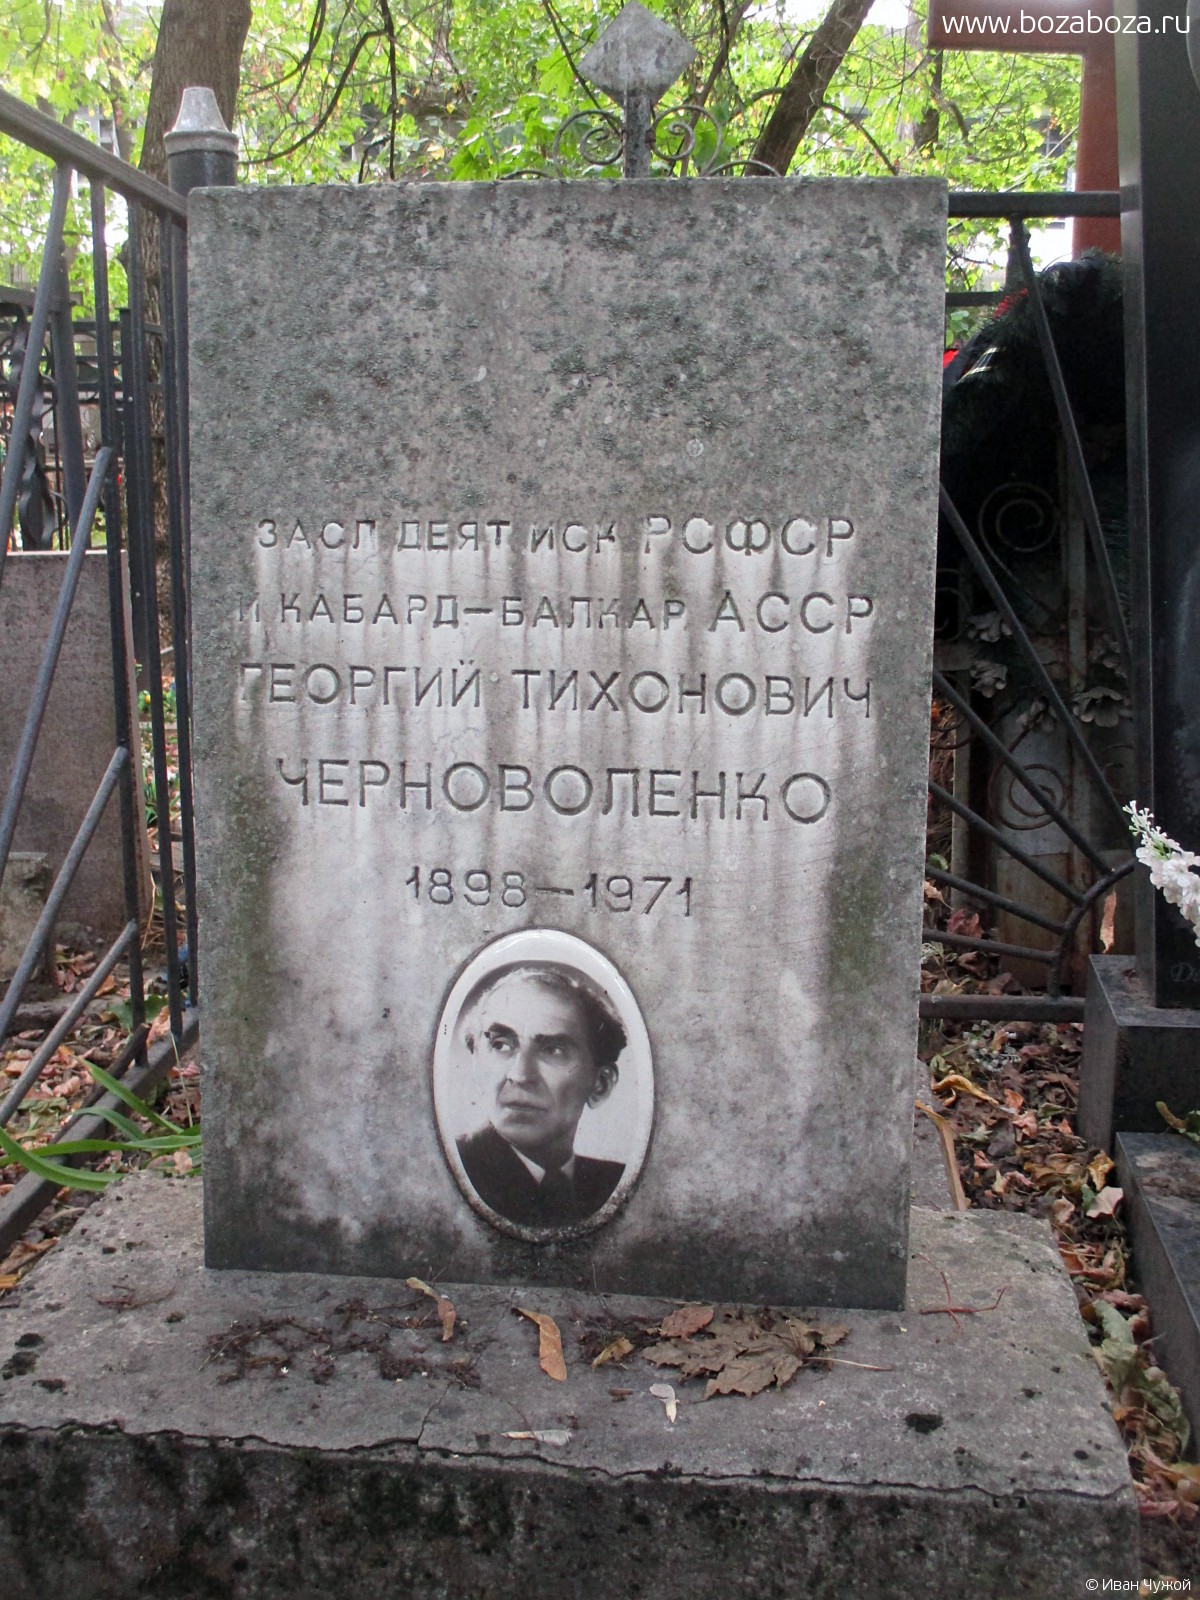 www.bozaboza.ru
ЗАСЛ ДЕЯТ ИСК РСФСР
И КАБАРД-БАЛКАР АССР
ГЕОРГИЙ ТИХОНОВИЧ
ЧЕРНОВОЛЕНКО
1898-1971
© Иван Чужой